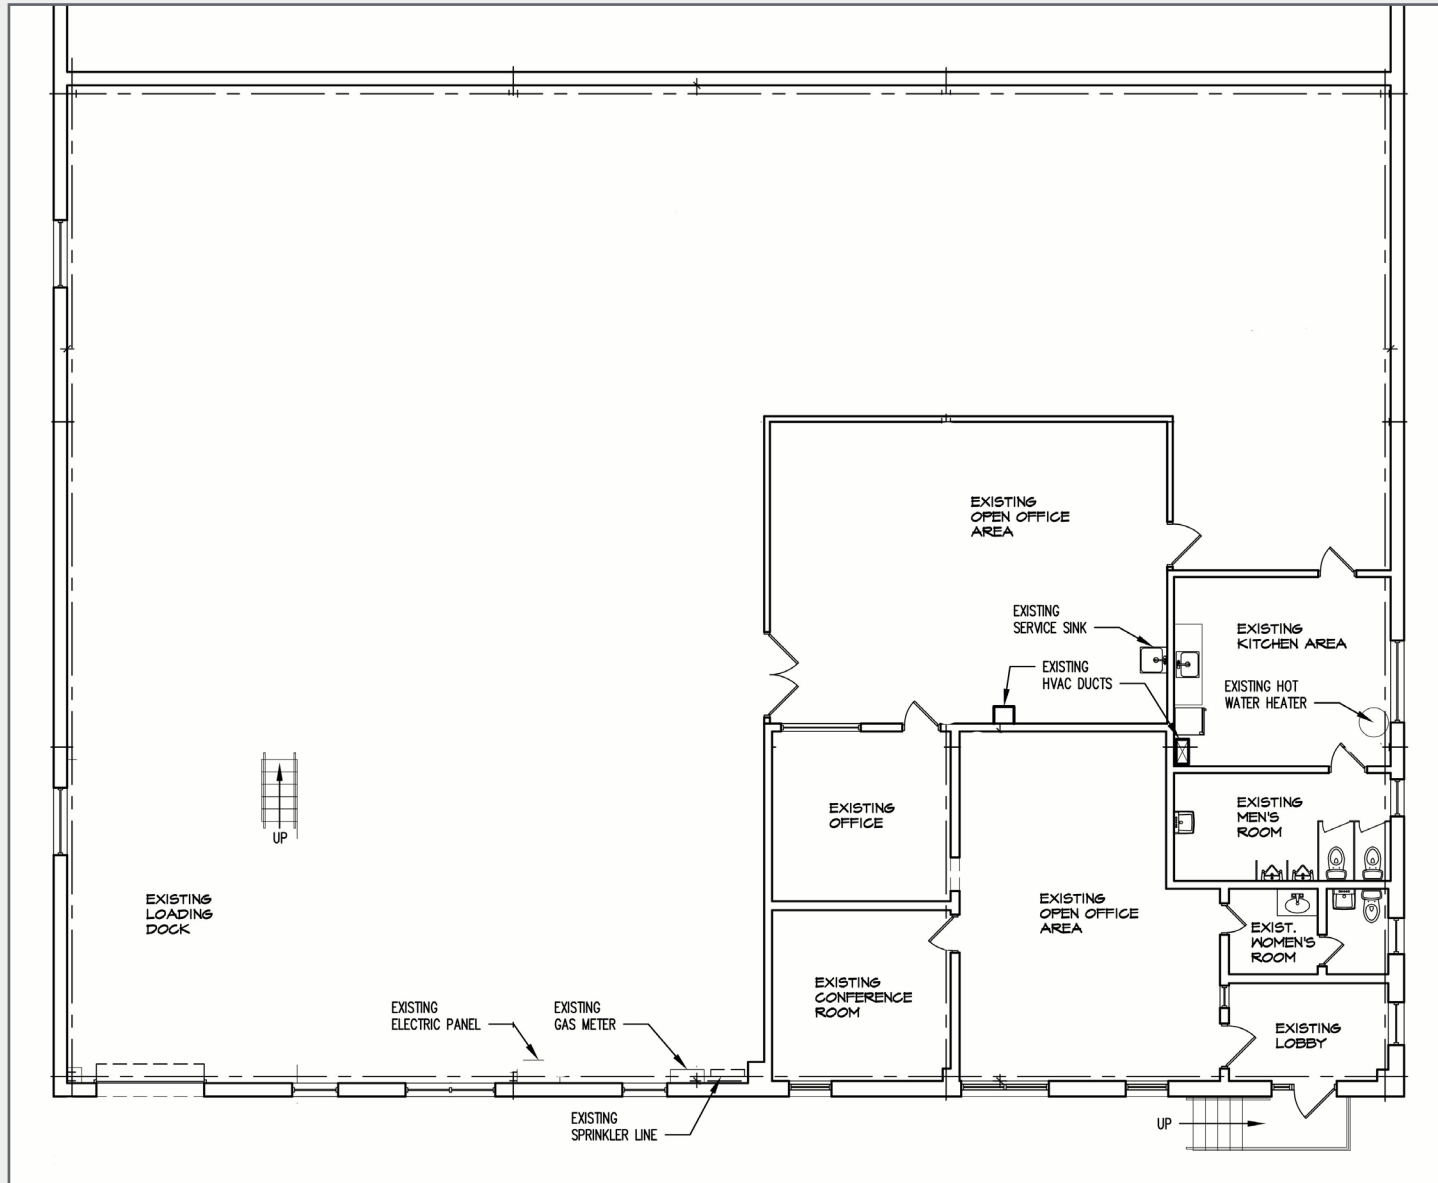 EXISTING
OPEN OFFICE
AREA
EXISTING
SERVICE SINK
EXISTING
KITCHEN AREA
EXISTING
HVAC DUCTS
EXISTING HOT
WATER HEATER
EXISTING
OFFICE
EXISTING
MEN'S
ROOM
UP
EXISTING
LOADING
DOCK
EXISTING
OPEN OFFICE
AREA
EXIST.
WOMEN'S
ROOM
EXISTING
CONFERENCE
ROOM
EXISTING
ELECTRIC PANEL
EXISTING
GAS METER
EXISTING
LOBBY
EXISTING
SPRINKLER LINE
UP